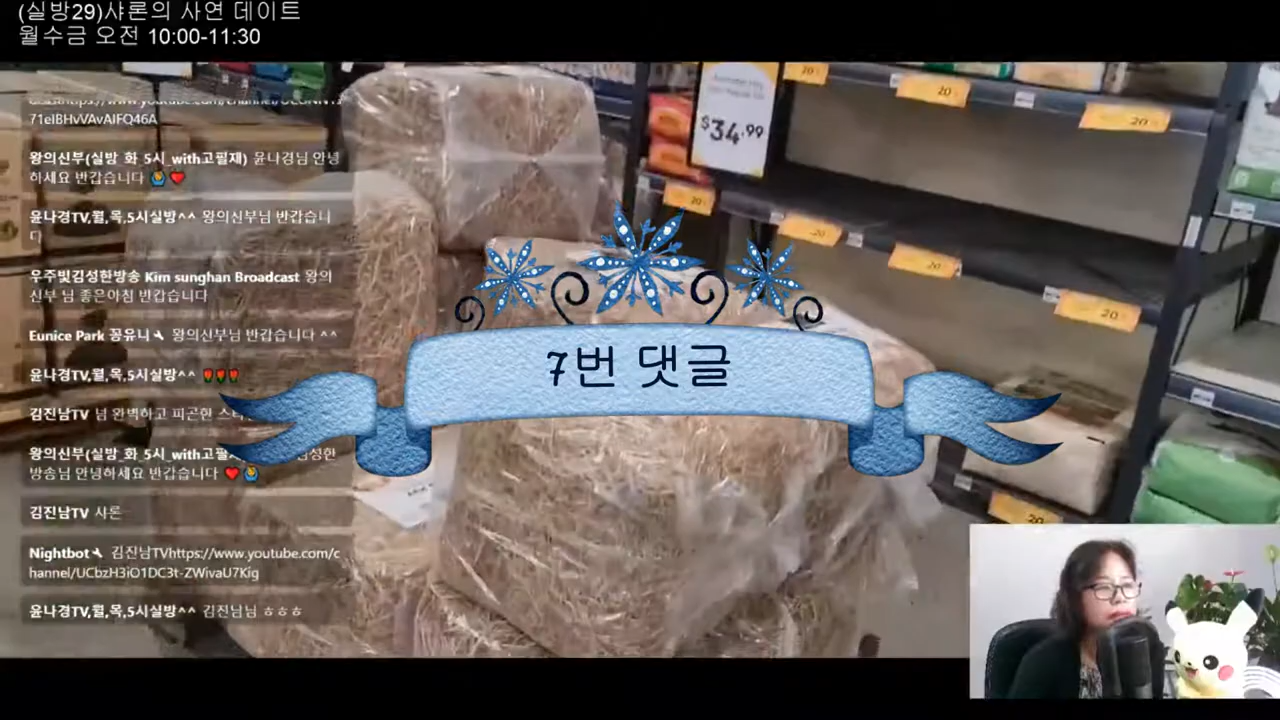 (실방29)샤론의 사연 데이트
월수금 오전 10:00-11:30
71eIBHvVAvAIFQ46A
왕의신부(실방 화 5시_with고필재) 윤나경님 안녕
하세요 반갑습니다
윤나경TV,월,목,5시실방^^ 왕의신부님 반갑습니
다
우주빛김성한방송 Kim sunghan Broadcast 왕의
신부 님 좋은아침 반갑습니다
Eunice Park 꽁유니 왕의신부님 반갑습니다 ^^
윤나경TV,월,목,5시실방^^
김진남TV 넘 완벽하고 피곤한
왕의신부(실방 화 5시_with고필
방송님 안녕하세요 반갑습니다
김진남TV 샤론
Nightbot 김진남TVhttps://www.youtube.com/c
hannel/UCbzH3iO1DC3t-ZWivaU7Kig
윤나경TV,월,목,5시실방^^ 김진남님 ㅎㅎㅎ
7번 댓글
$34.99
20
20
20
20
20
20
20
20